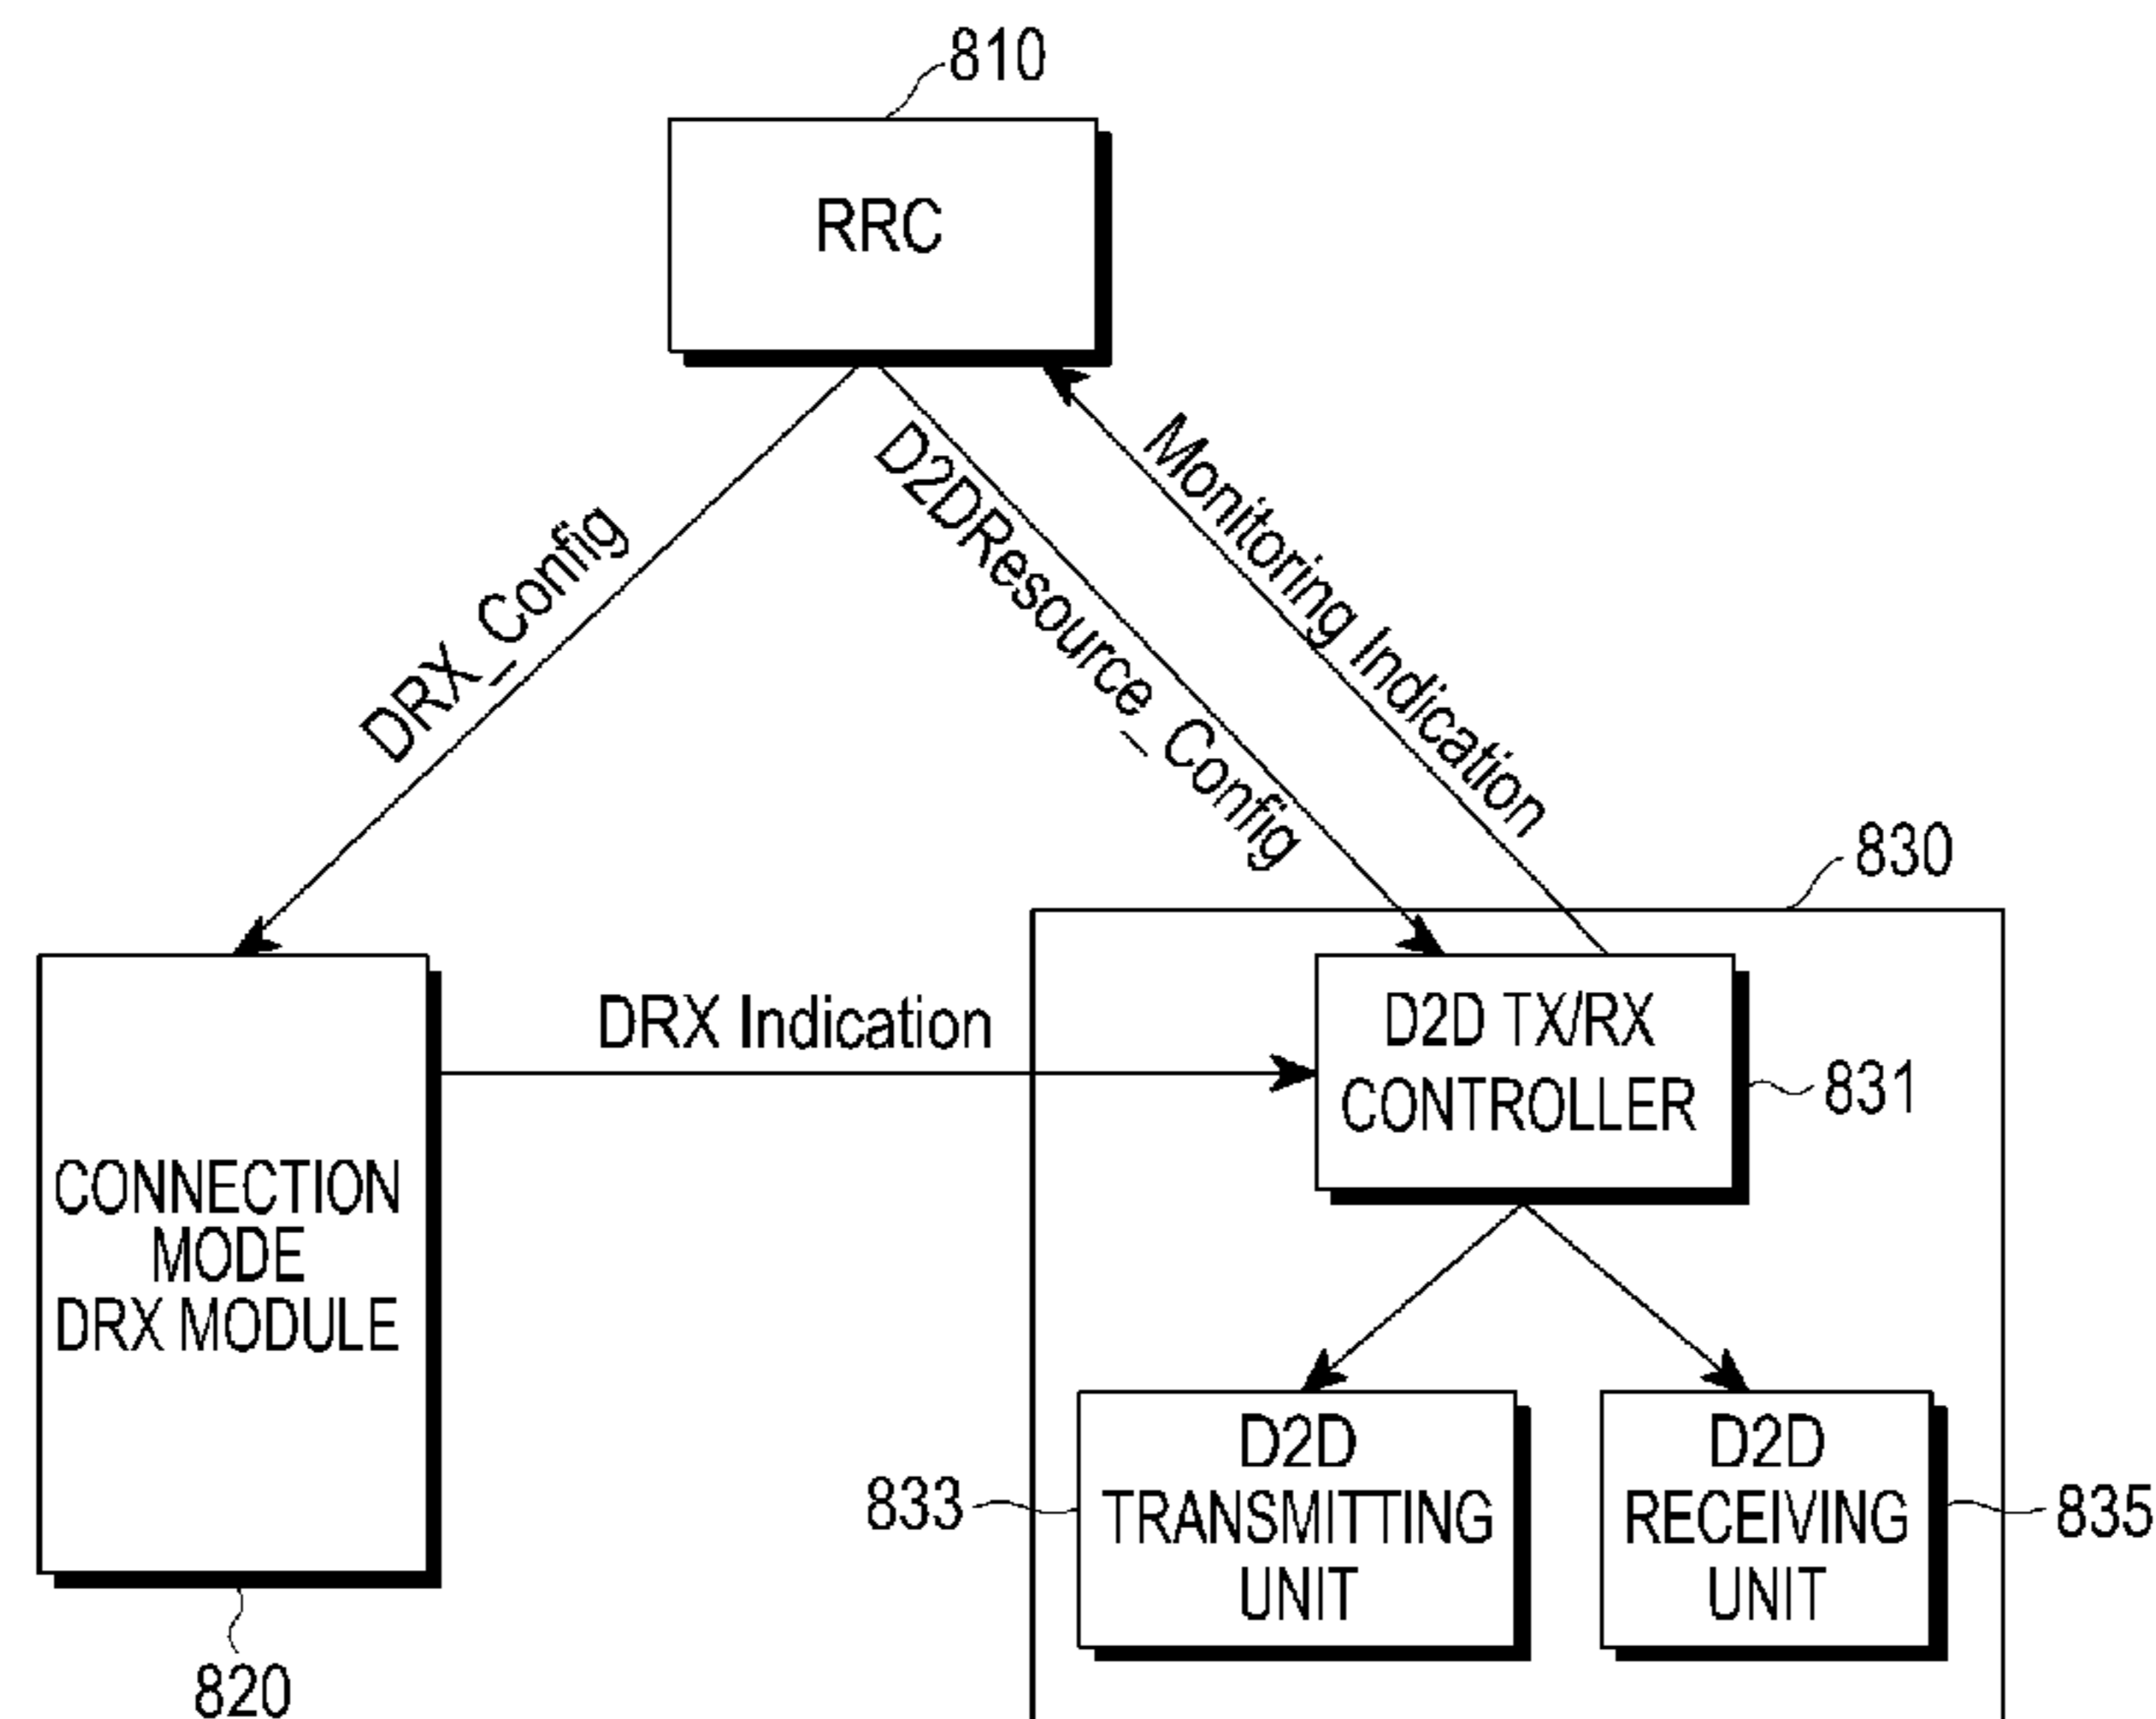 810
RRC
DRX_Config
D2DResource_Config
Monitoring Indication
830
DRX Indication
D2D TX/RX
CONTROLLER
831
CONNECTION
MODE
DRX MODULE
820
D2D
TRANSMITTING
UNIT
833
D2D
RECEIVING
UNIT
835